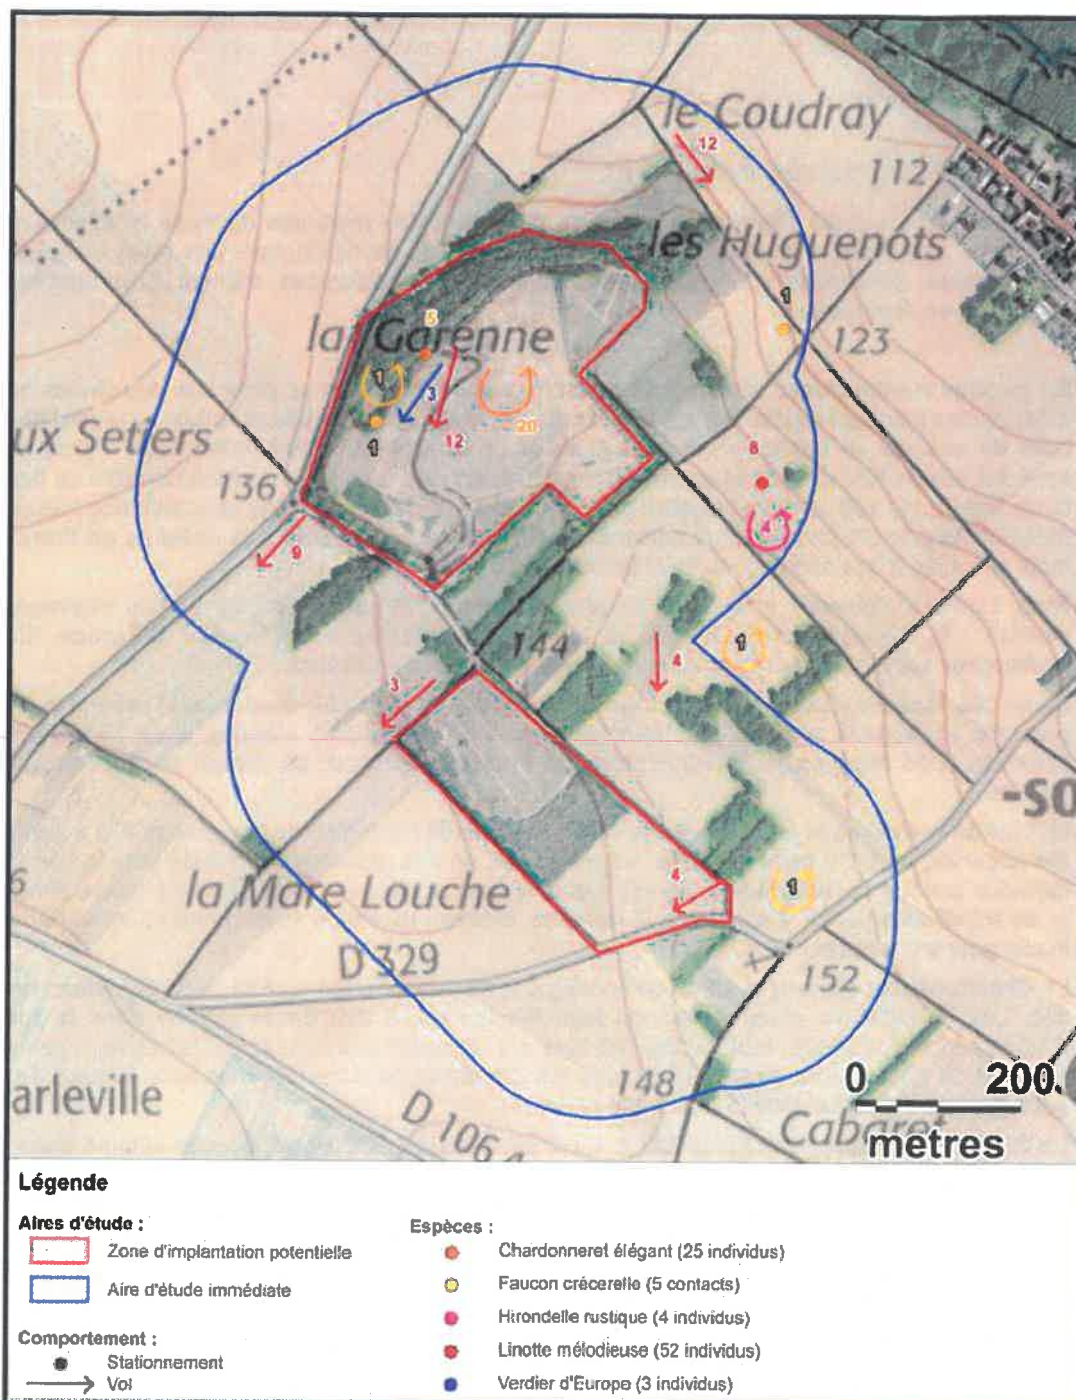 le Coudray
12
112
les Huguenots
1
5
la Garenne
123
1
3
20
ux Setiers
1
12
8
136
4
9
144
1
4
3
-SO
4
1
6
la Mare Louche
D 329
152
148
0 200
arleville
D 106
Cabaret
metres
Légende
Aires d'étude :
Zone d'implantation potentielle
Aire d'étude immédiate
Comportement :
Stationnement
Vol
Espèces :
Chardonneret élégant (25 individus)
Faucon crécerelle (5 contacts)
Hirondelle rustique (4 individus)
Linotte mélodieuse (52 individus)
Verdier d'Europe (3 individus)